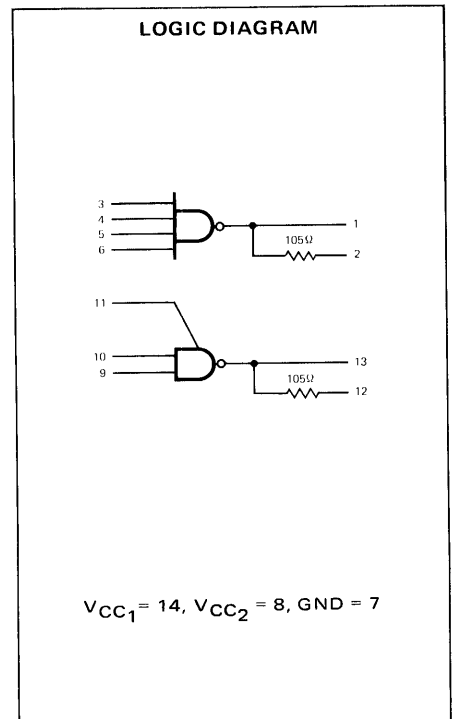 LOGIC DIAGRAM
3
4
5
6
1
105Ω
2
11
10
9
13
105Ω
12
VCC1 = 14, VCC2 = 8, GND = 7